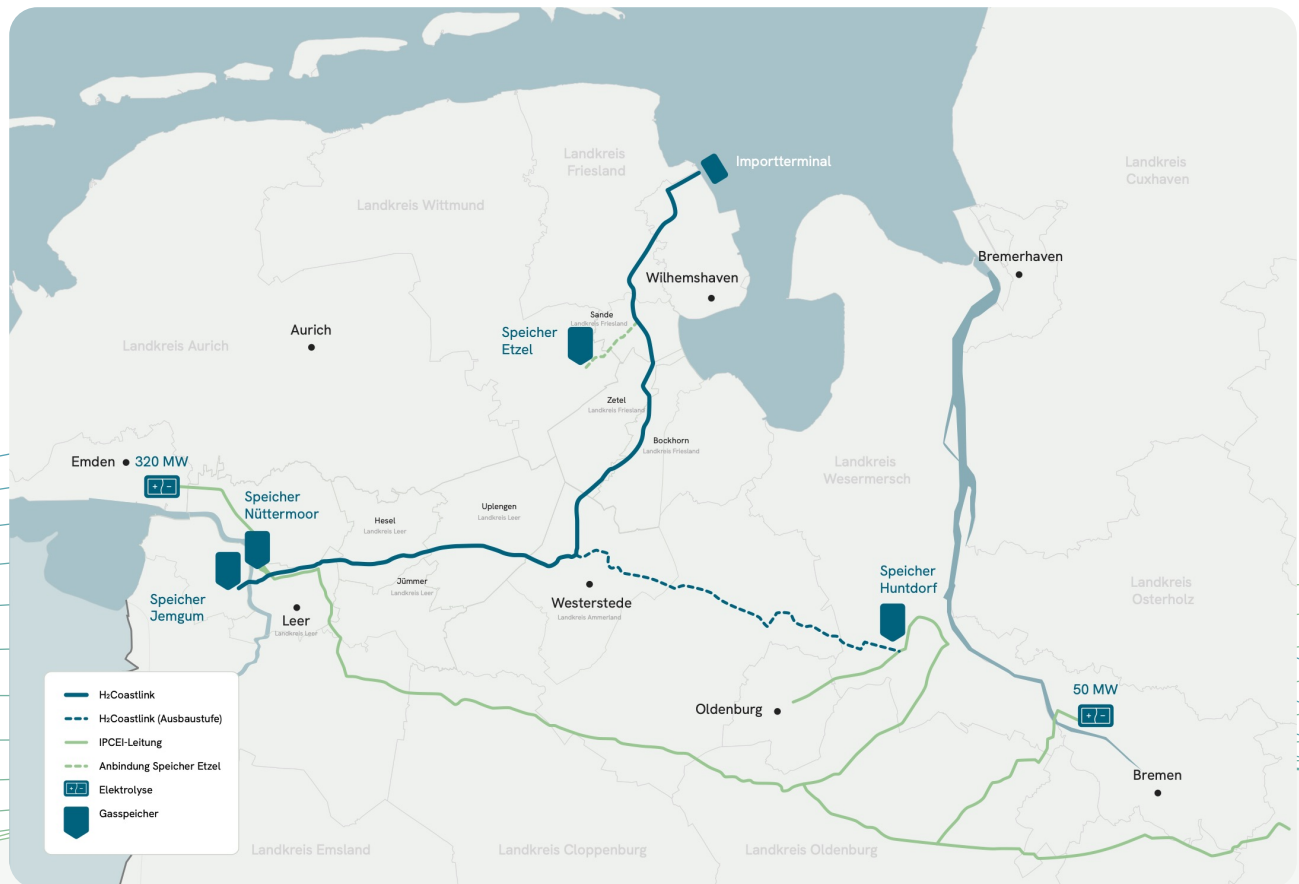 Importterminal
Landkreis
Friesland
Landkreis
Cuxhaven
Landkreis Wittmund
Bremerhaven
Wilhemshaven
Sande
Landkreis Friesland
Aurich
Speicher
Etzel
Landkreis Aurich
Zetel
Landkreis Friesland
Bockhorn
Landkreis Friesland
Emden
320 MW
+/-
Landkreis
Wesermersch
Speicher
Nüttermoor
Uplengen
Landkreis Leer
Hesel
Landkreis Leer
Jümmer
Landkreis Leer
Speicher
Huntdorf
Landkreis
Osterholz
Speicher
Jemgum
Westerstede
Landkreis Ammerland
Leer
Landkreis Leer
50 MW
+/-
Oldenburg
Bremen
H₂Coastlink
H₂Coastlink (Ausbaustufe)
IPCEI-Leitung
Anbindung Speicher Etzel
+/-
Elektrolyse
Gasspeicher
Landkreis Emsland
Landkreis Cloppenburg
Landkreis Oldenburg